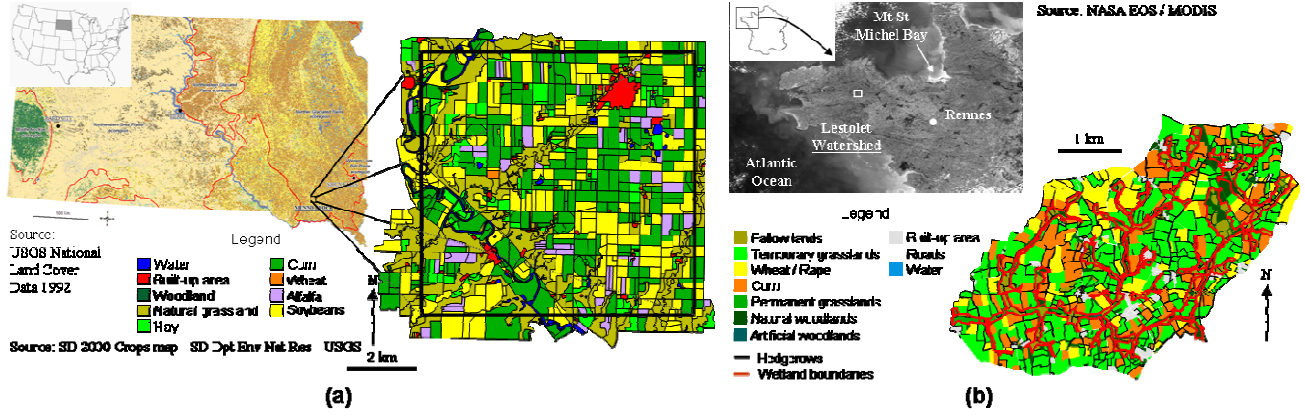 Source:
USGS National
Land Cover
Data 1992
Legend
Water
Built-up area
Woodland
Natural grassland
Hay
Corn
Wheat
Alfalfa
Soybeans
N
Source: SD 2000 Crops map SD Dpt Env Nat Res USGS
2 km
(a)
Source: NASA EOS / MODIS
Mt St
Michel Bay
Rennes
Lestolet
Watershed
Atlantic
Ocean
1 km
Legend
Fallow lands
Temporary grasslands
Wheat / Rape
Corn
Permanent grasslands
Natural woodlands
Artificial woodlands
Hedgerows
Wetland boundaries
Built-up area
Roads
Water
N
(b)